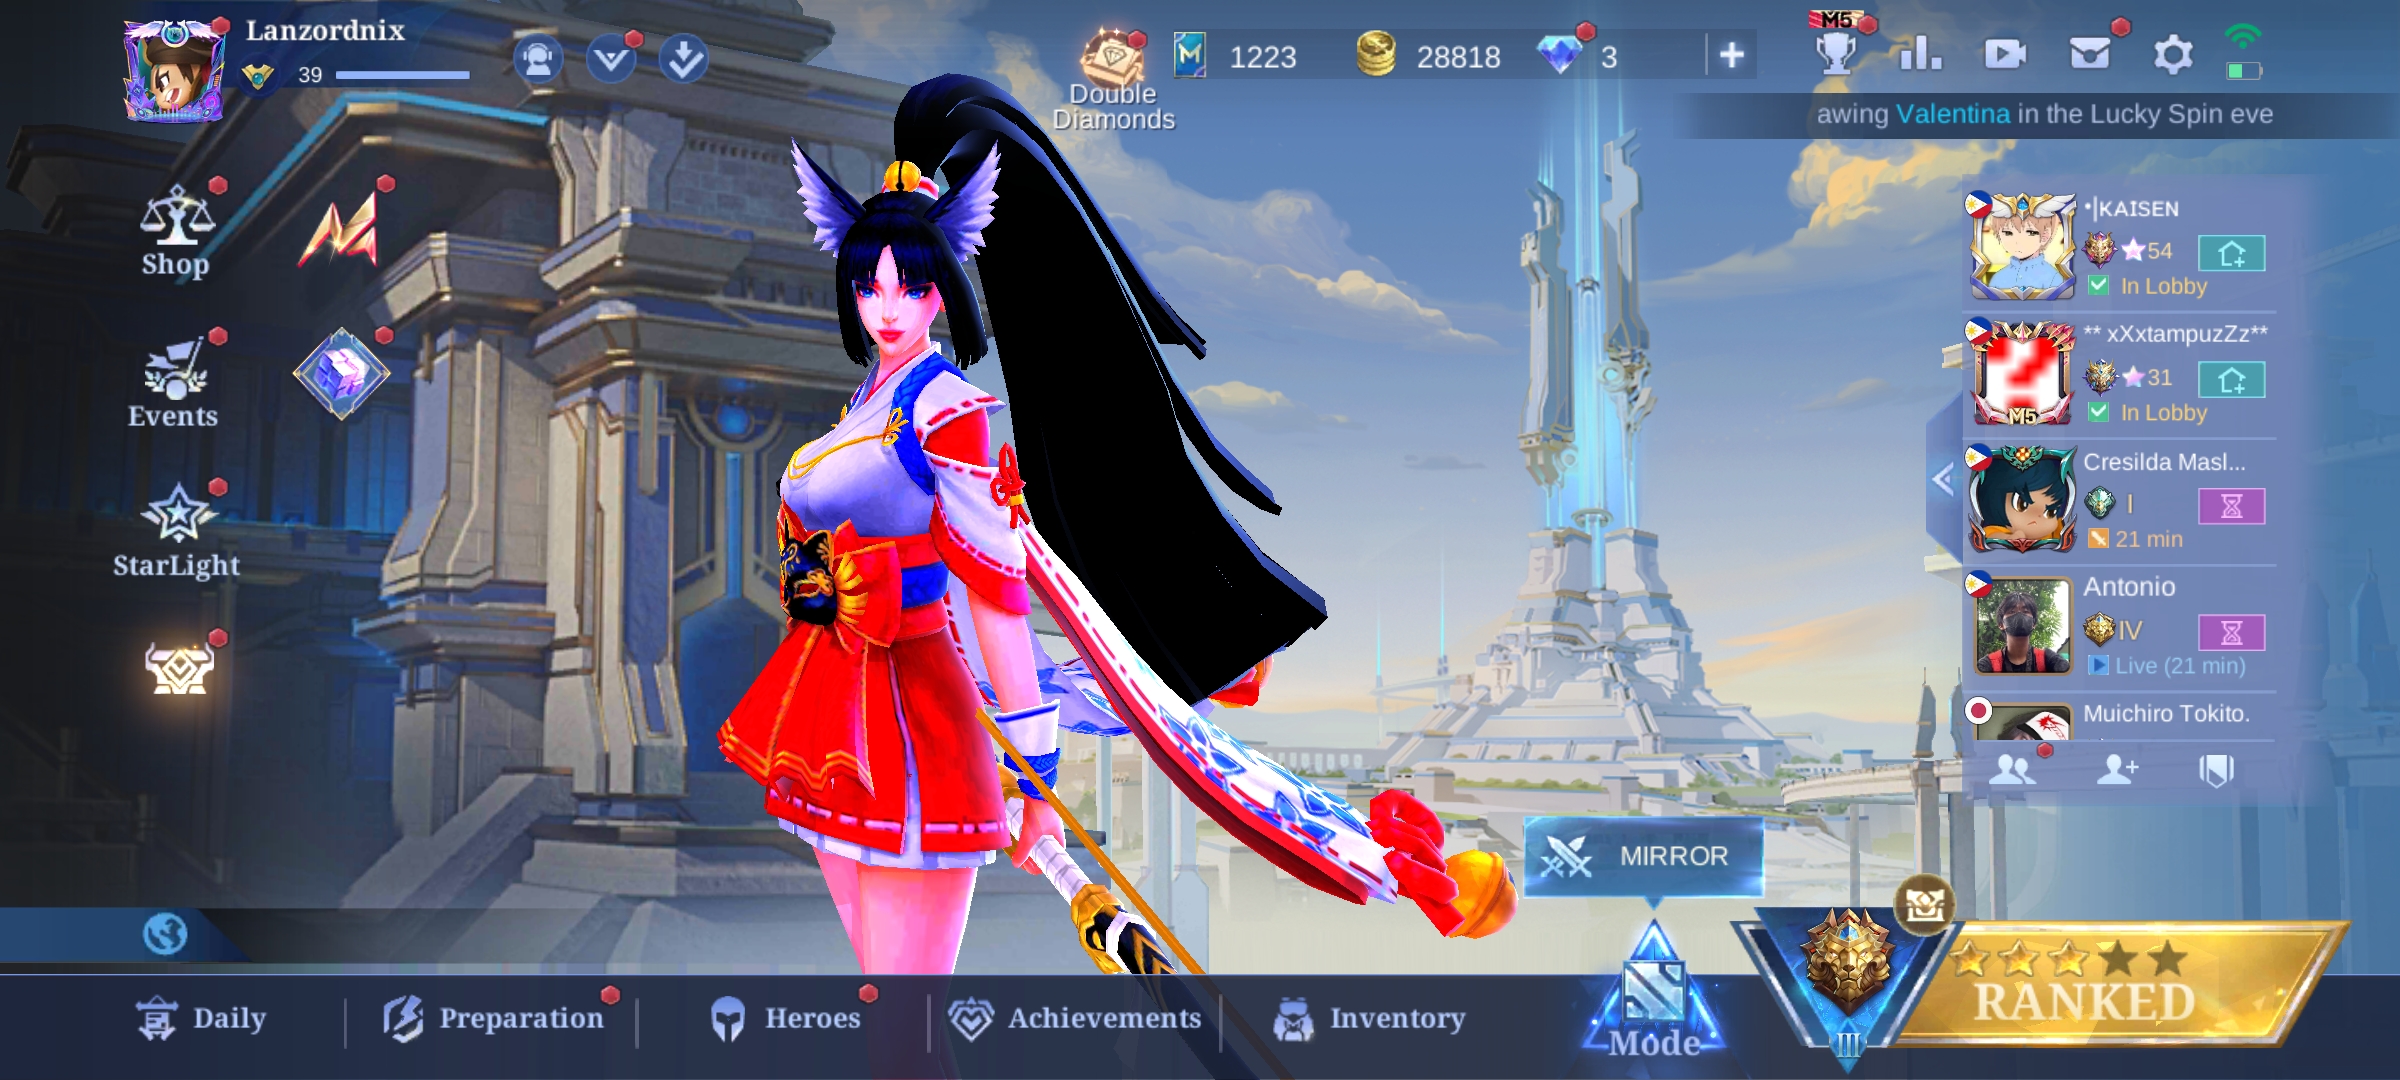 Lanzordnix
39
Double
Diamonds
1223
28818
3
M5
awing Valentina in the Lucky Spin eve
Shop
Events
StarLight
•|KAISEN
54
In Lobby
** xXxtampuzZz**
31
M5
In Lobby
Cresilda Masl...
I
21 min
Antonio
IV
Live (21 min)
Muichiro Tokito.
MIRROR
Daily
Preparation
Heroes
Achievements
Inventory
Mode
III
RANKED